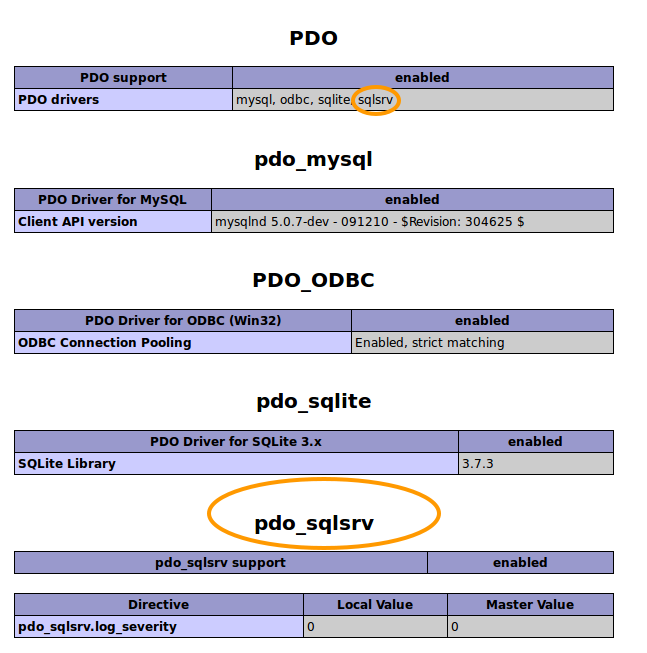 PDO
PDO support enabled
PDO drivers mysql, odbc, sqlite, sqlsrv
pdo_mysql
PDO Driver for MySQL enabled
Client API version mysqlnd 5.0.7-dev - 091210 - $Revision: 304625 $
PDO_ODBC
PDO Driver for ODBC (Win32) enabled
ODBC Connection Pooling Enabled, strict matching
pdo_sqlite
PDO Driver for SQLite 3.x enabled
SQLite Library 3.7.3
pdo_sqlsrv
pdo_sqlsrv support enabled
Directive Local Value Master Value
pdo_sqlsrv.log_severity 0 0